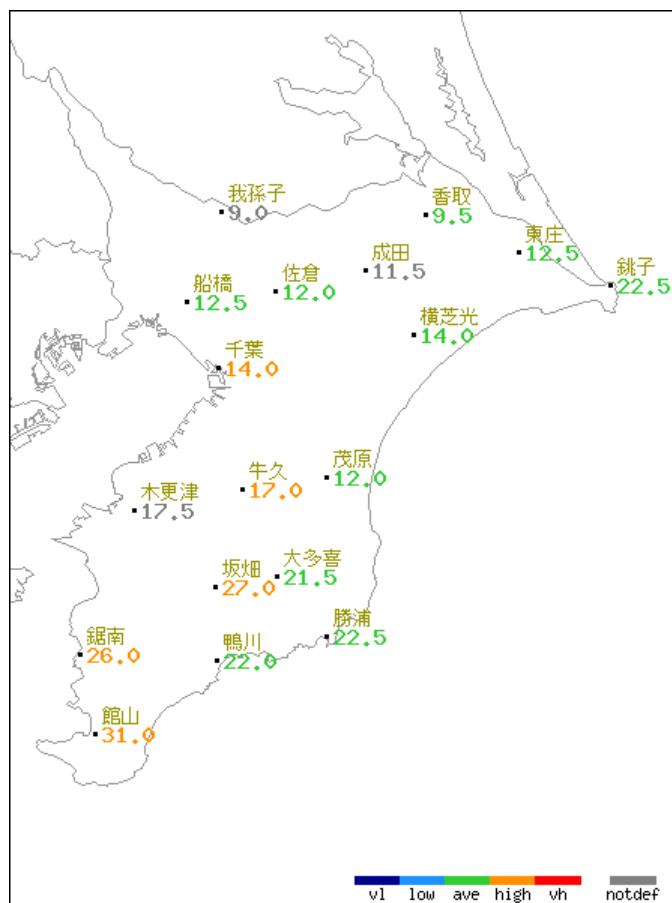 我孫子
9.0
香取
9.5
東庄
12.5
成田
11.5
銚子
22.5
佐倉
12.0
船橋
12.5
横芝光
14.0
千葉
14.0
茂原
12.0
牛久
17.0
木更津
17.5
大多喜
21.5
坂畑
27.0
勝浦
22.5
鋸南
26.0
鴨川
22.0
館山
31.0
vl low ave high vh notdef